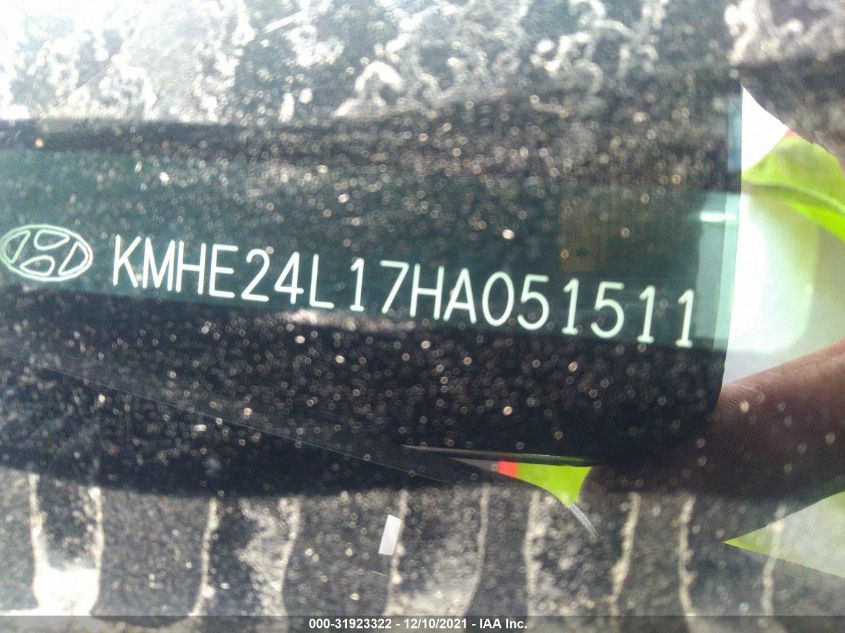 KMHE24L17HA051511
000-31923322 - 12/10/2021 - IAA Inc.